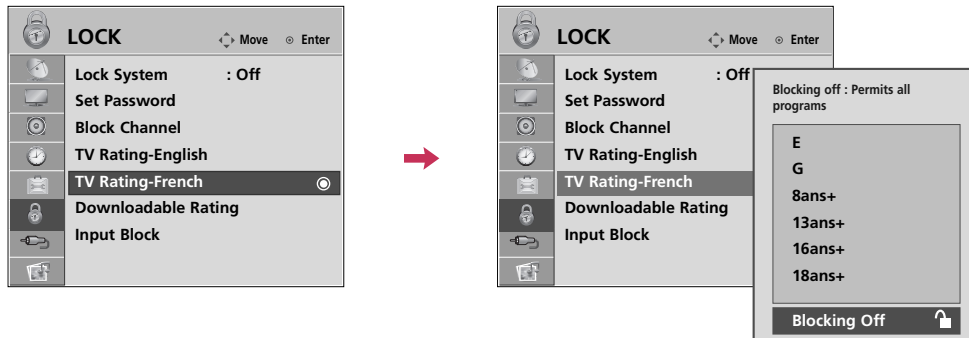 LOCK
Move
Enter
Lock System : Off
Set Password
Block Channel
TV Rating-English
TV Rating-French
Downloadable Rating
Input Block
LOCK
Move
Enter
Lock System : Off
Set Password
Block Channel
TV Rating-English
TV Rating-French
Downloadable Rating
Input Block
Blocking off : Permits all
programs
E
G
8ans+
13ans+
16ans+
18ans+
Blocking Off